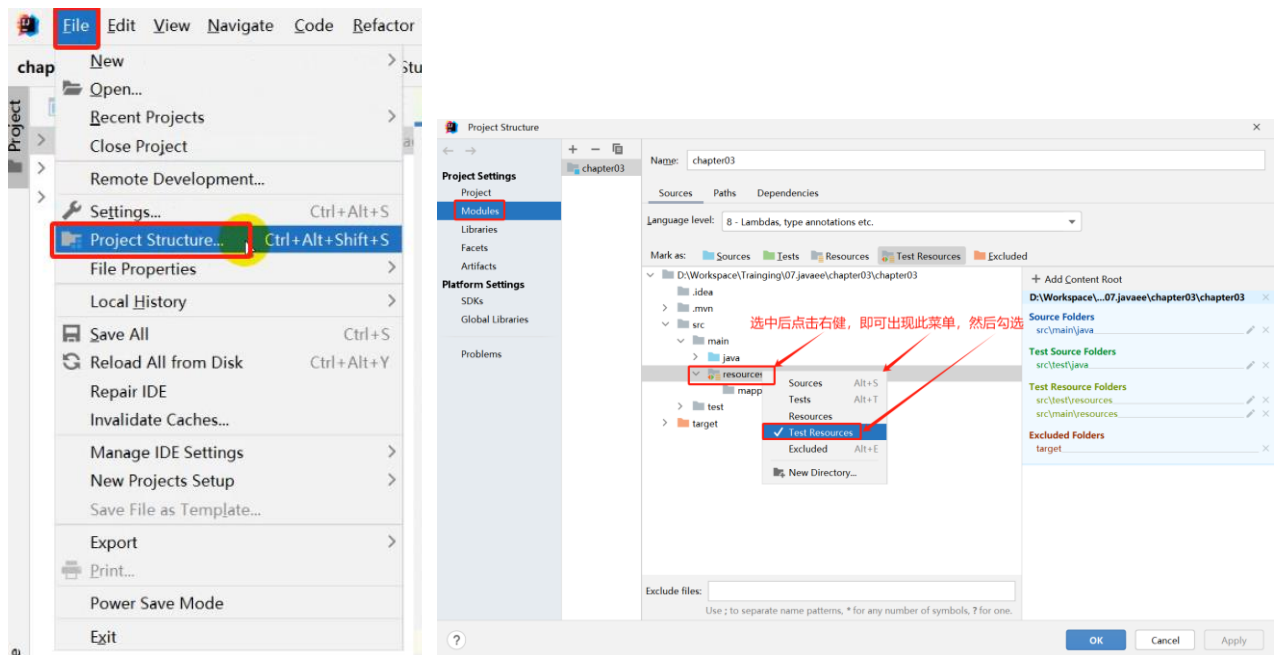 File Edit View Navigate Code Refactor
chap
Project
New
Open...
Recent Projects
Close Project
Remote Development...
Settings... Ctrl+Alt+S
Project Structure... Ctrl+Alt+Shift+S
File Properties
Local History
Save All Ctrl+S
Reload All from Disk Ctrl+Alt+Y
Repair IDE
Invalidate Caches...
Manage IDE Settings
New Projects Setup
Save File as Template...
Export
Print...
Power Save Mode
Exit
Project Structure
Project Settings
Project
Modules
Libraries
Facets
Artifacts
Platform Settings
SDKs
Global Libraries
Problems
chapter03
Name: chapter03
Sources Paths Dependencies
Language level: 8 - Lambdas, type annotations etc.
Mark as: Sources Tests Resources Test Resources Excluded
D:\Workspace\Trainging\07.javaee\chapter03\chapter03
.idea
.mvn
src
main
java
resources
mapp
test
target
选中后点击右健，即可出现此菜单，然后勾选
Sources Alt+S
Tests Alt+T
Resources
Test Resources
Excluded Alt+E
New Directory...
+ Add Content Root
D:\Workspace\...07.javaee\chapter03\chapter03
Source Folders
src\main\java
Test Source Folders
src\test\java
Test Resource Folders
src\test\resources
src\main\resources
Excluded Folders
target
Exclude files:
Use ; to separate name patterns, * for any number of symbols, ? for one.
? OK Cancel Apply